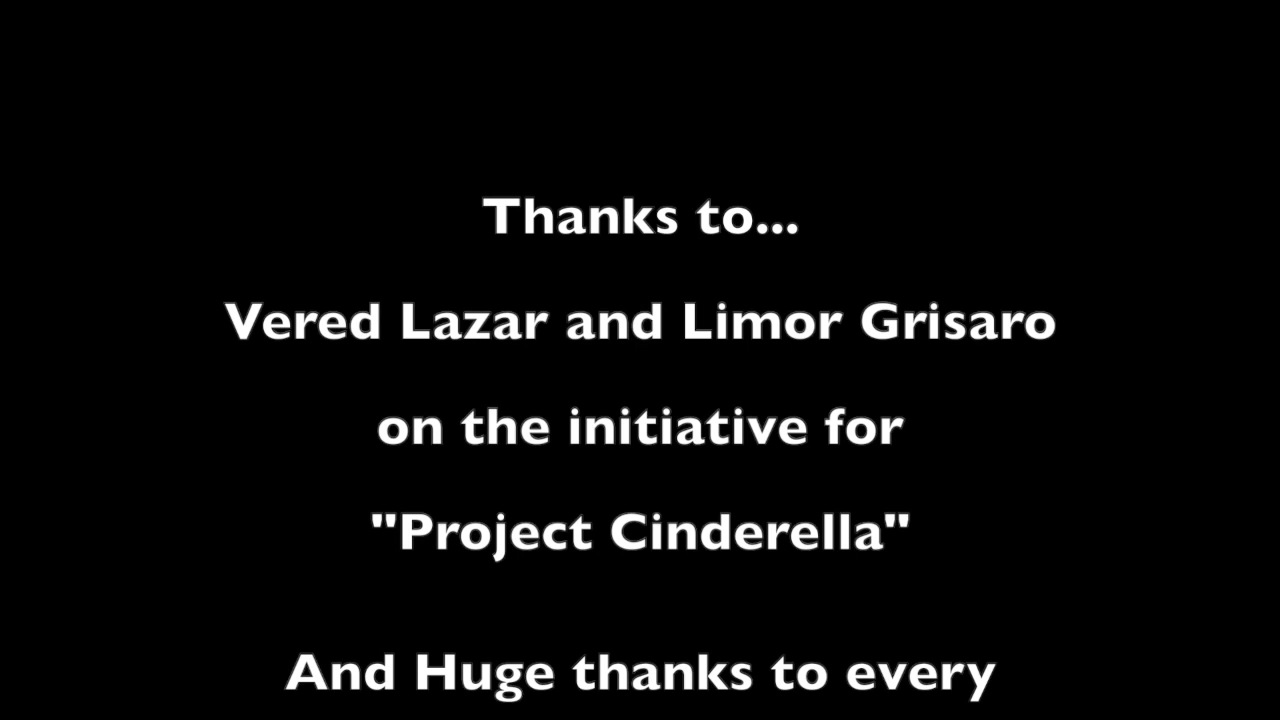 Thanks to...
Vered Lazar and Limor Grisaro
on the initiative for
"Project Cinderella"
And Huge thanks to every